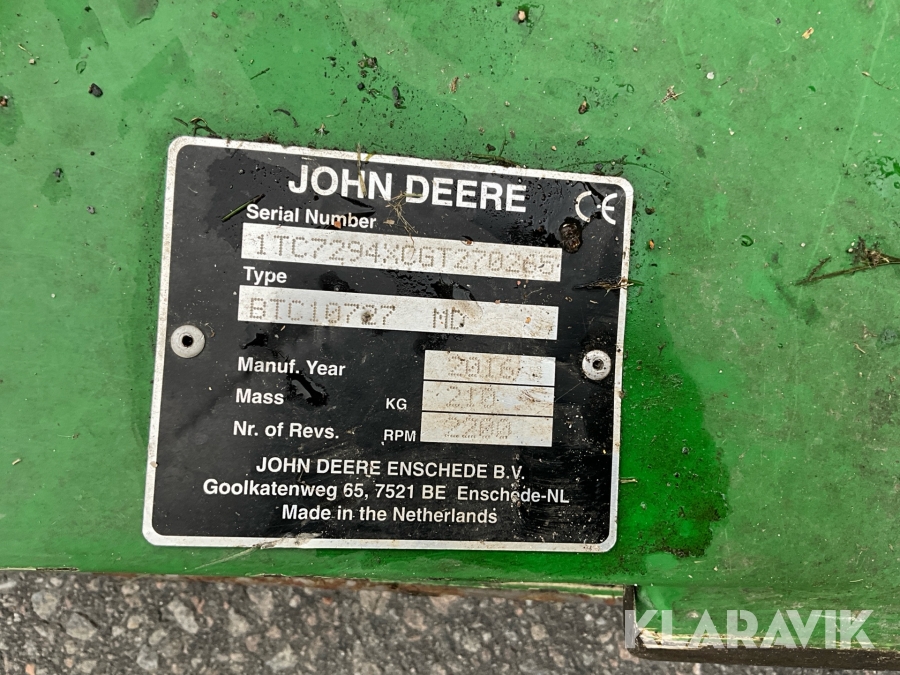 JOHN DEERE
CE
Serial Number
1TC7294XCGT270265
Type
BTC10727 MD
Manuf. Year 2016
Mass KG 210
Nr. of Revs. RPM 2200
JOHN DEERE ENSCHEDE B.V.
Goolkatenweg 65, 7521 BE Enschede-NL
Made in the Netherlands
KLARAVIK